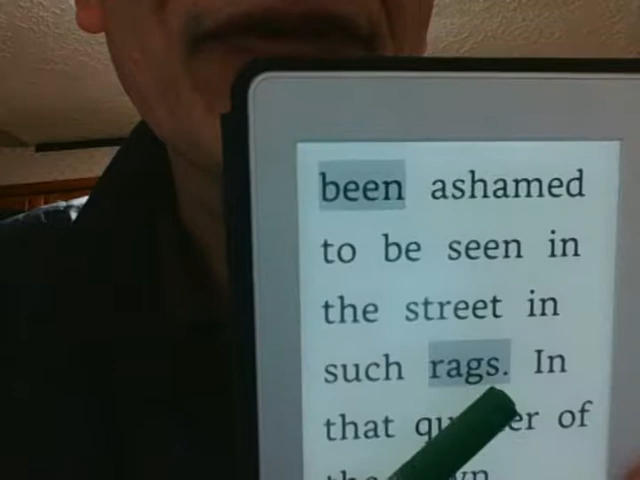 been ashamed
to be seen in
the street in
such rags. In
that of